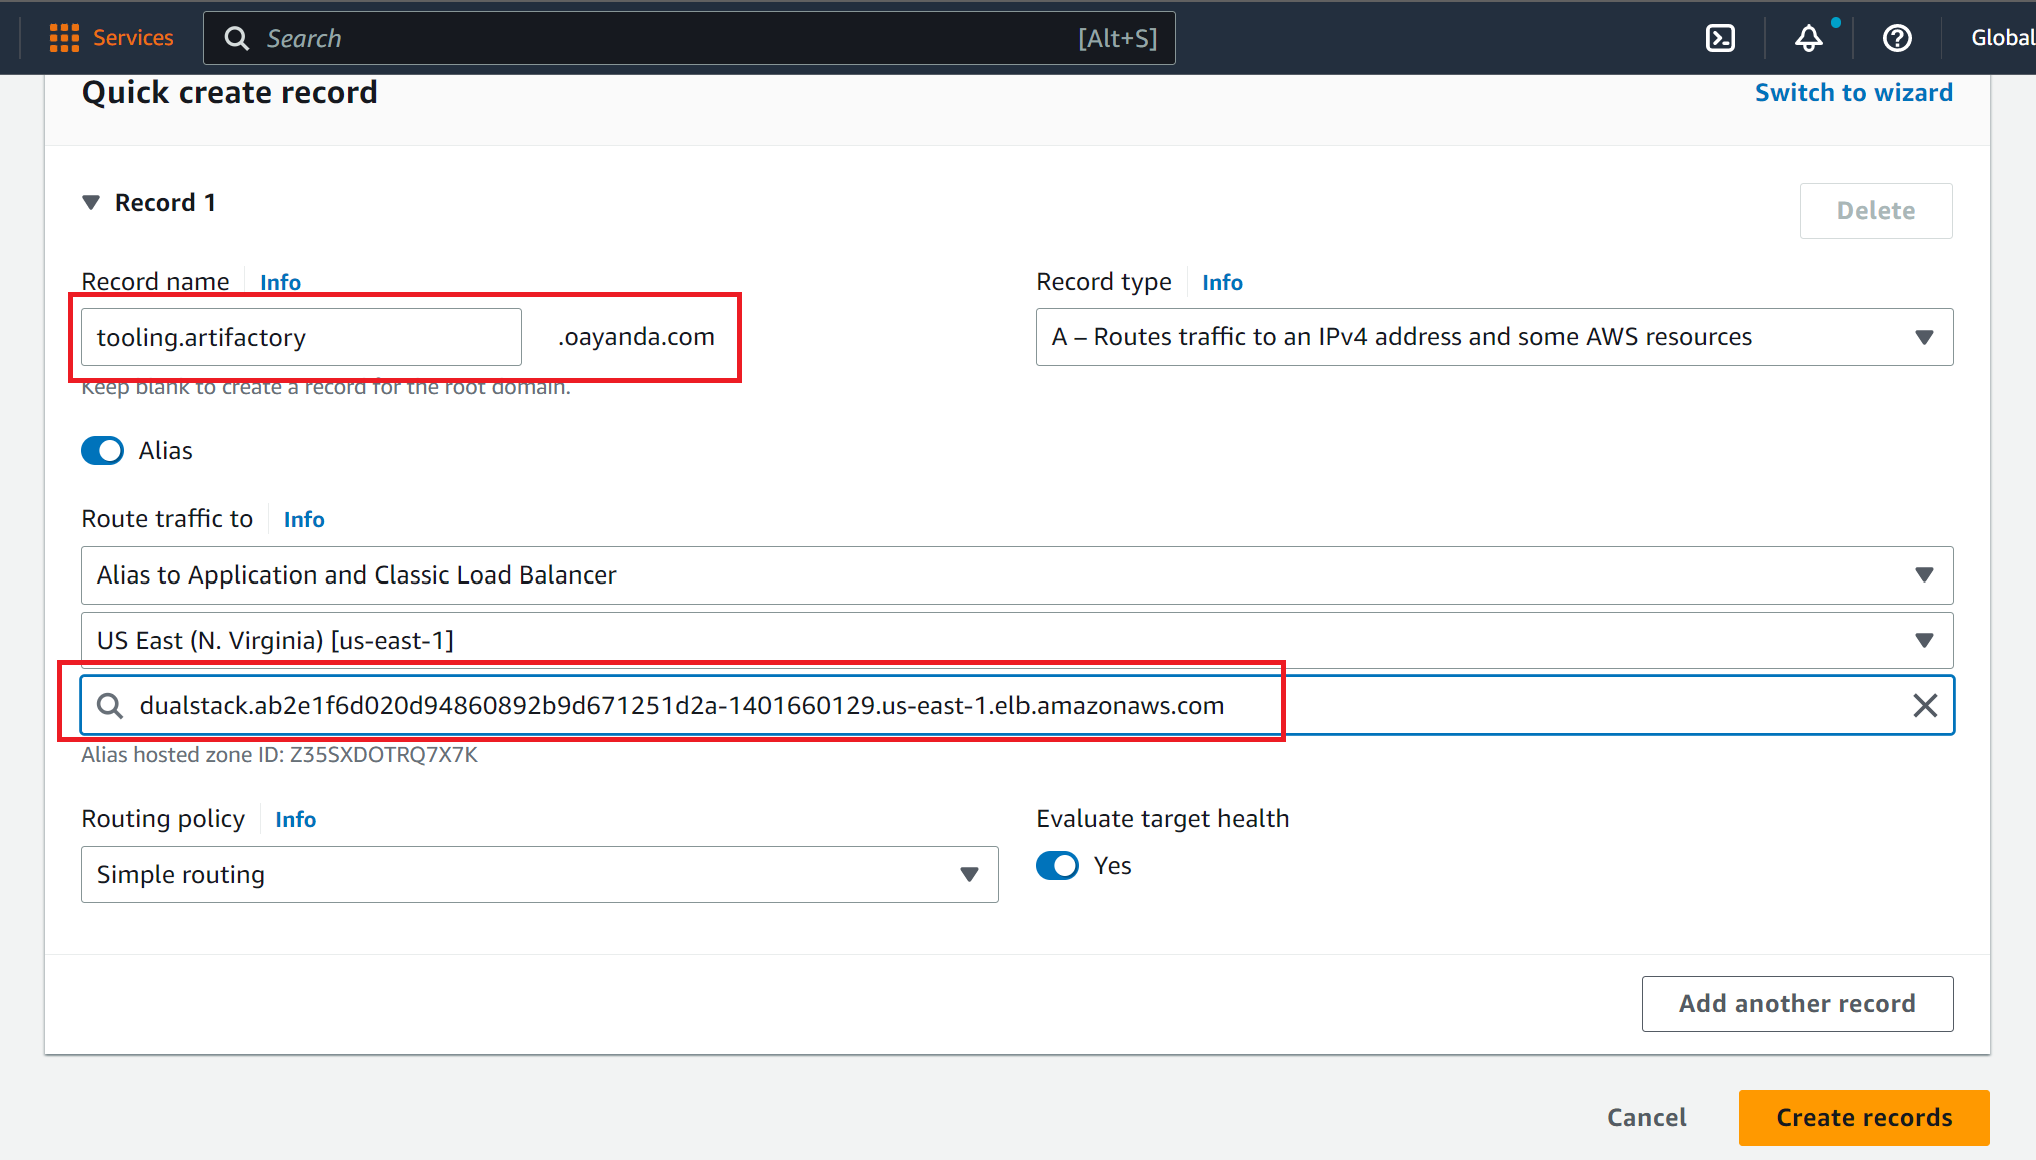 Services
Search
[Alt+S]
Global
Quick create record
Switch to wizard
Record 1
Delete
Record name
Info
Record type
Info
tooling.artifactory
.oayanda.com
A – Routes traffic to an IPv4 address and some AWS resources
Keep blank to create a record for the root domain.
Alias
Route traffic to
Info
Alias to Application and Classic Load Balancer
US East (N. Virginia) [us-east-1]
dualstack.ab2e1f6d020d94860892b9d671251d2a-1401660129.us-east-1.elb.amazonaws.com
Alias hosted zone ID: Z35SXDOTRQ7X7K
Routing policy
Info
Evaluate target health
Simple routing
Yes
Add another record
Cancel
Create records